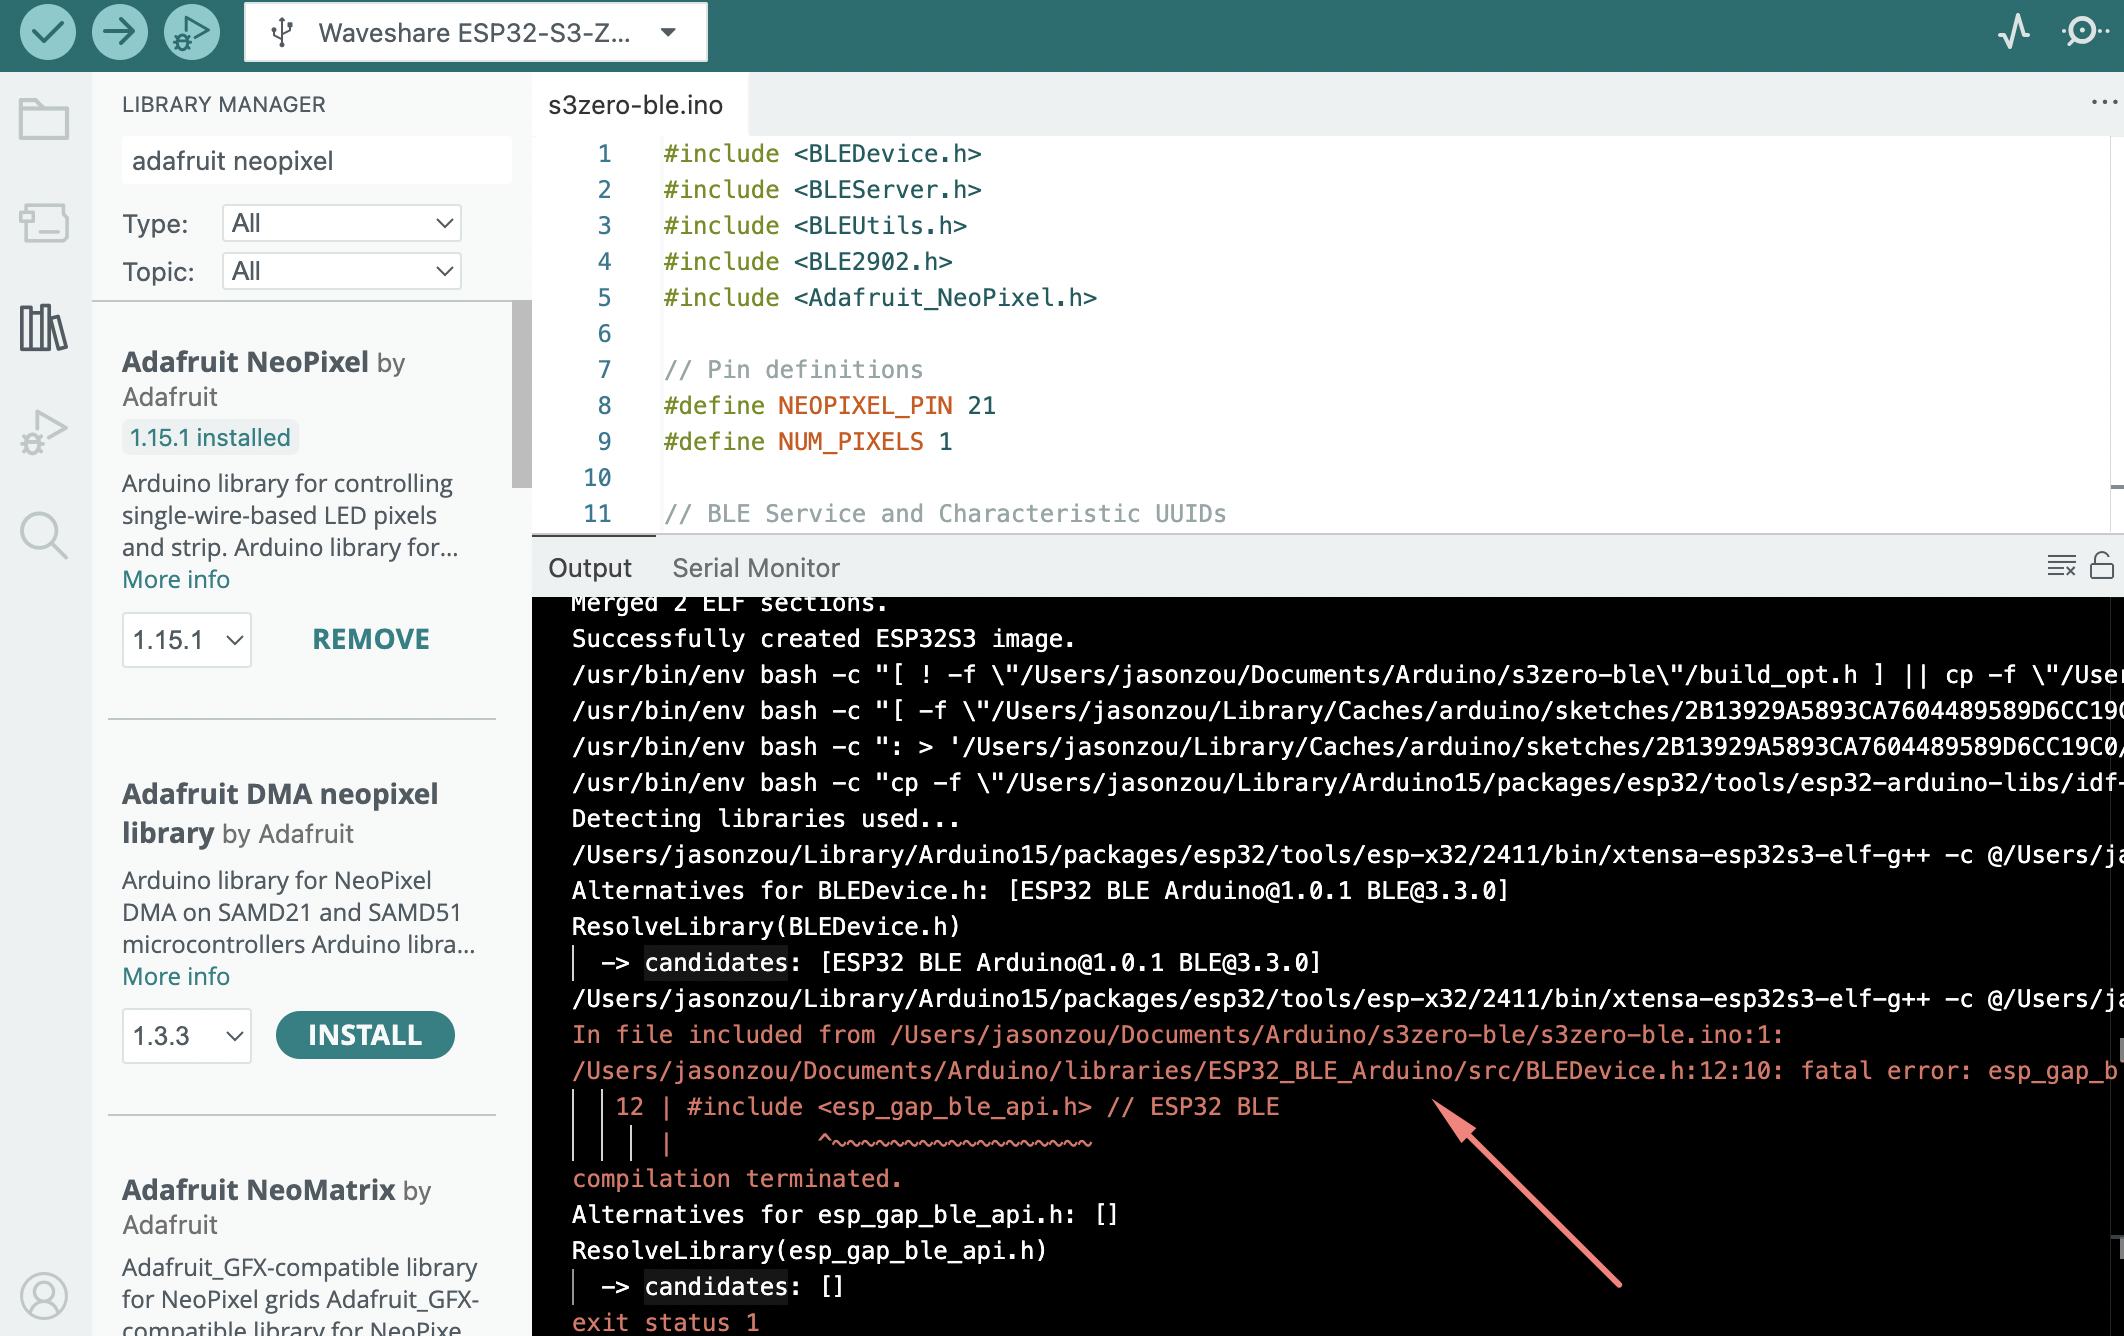 Waveshare ESP32-S3-Z...
LIBRARY MANAGER
adafruit neopixel
Type: All
Topic: All
Adafruit NeoPixel by
Adafruit
1.15.1 installed
Arduino library for controlling
single-wire-based LED pixels
and strip. Arduino library for...
More info
1.15.1 REMOVE
Adafruit DMA neopixel
library by Adafruit
Arduino library for NeoPixel
DMA on SAMD21 and SAMD51
microcontrollers Arduino libra...
More info
1.3.3 INSTALL
Adafruit NeoMatrix by
Adafruit
Adafruit_GFX-compatible library
for NeoPixel grids Adafruit_GFX-
compatible library for NeoPixe
s3zero-ble.ino
1 #include <BLEDevice.h>
2 #include <BLEServer.h>
3 #include <BLEUtils.h>
4 #include <BLE2902.h>
5 #include <Adafruit_NeoPixel.h>
6
7 // Pin definitions
8 #define NEOPIXEL_PIN 21
9 #define NUM_PIXELS 1
10
11 // BLE Service and Characteristic UUIDs
Output Serial Monitor
Merged 2 ELF sections.
Successfully created ESP32S3 image.
/usr/bin/env bash -c "[ ! -f \"/Users/jasonzou/Documents/Arduino/s3zero-ble\"/build_opt.h ] || cp -f \"/User
/usr/bin/env bash -c "[ -f \"/Users/jasonzou/Library/Caches/arduino/sketches/2B13929A5893CA7604489589D6CC19C
/usr/bin/env bash -c ": > '/Users/jasonzou/Library/Caches/arduino/sketches/2B13929A5893CA7604489589D6CC19C0/
/usr/bin/env bash -c "cp -f \"/Users/jasonzou/Library/Arduino15/packages/esp32/tools/esp32-arduino-libs/idf-
Detecting libraries used...
/Users/jasonzou/Library/Arduino15/packages/esp32/tools/esp-x32/2411/bin/xtensa-esp32s3-elf-g++ -c @/Users/ja
Alternatives for BLEDevice.h: [ESP32 BLE Arduino@1.0.1 BLE@3.3.0]
ResolveLibrary(BLEDevice.h)
-> candidates: [ESP32 BLE Arduino@1.0.1 BLE@3.3.0]
/Users/jasonzou/Library/Arduino15/packages/esp32/tools/esp-x32/2411/bin/xtensa-esp32s3-elf-g++ -c @/Users/ja
In file included from /Users/jasonzou/Documents/Arduino/s3zero-ble/s3zero-ble.ino:1:
/Users/jasonzou/Documents/Arduino/libraries/ESP32_BLE_Arduino/src/BLEDevice.h:12:10: fatal error: esp_gap_b
12 | #include <esp_gap_ble_api.h> // ESP32 BLE
| ^~~~~~~~~~~~~~~~~~~
compilation terminated.
Alternatives for esp_gap_ble_api.h: []
ResolveLibrary(esp_gap_ble_api.h)
-> candidates: []
exit status 1